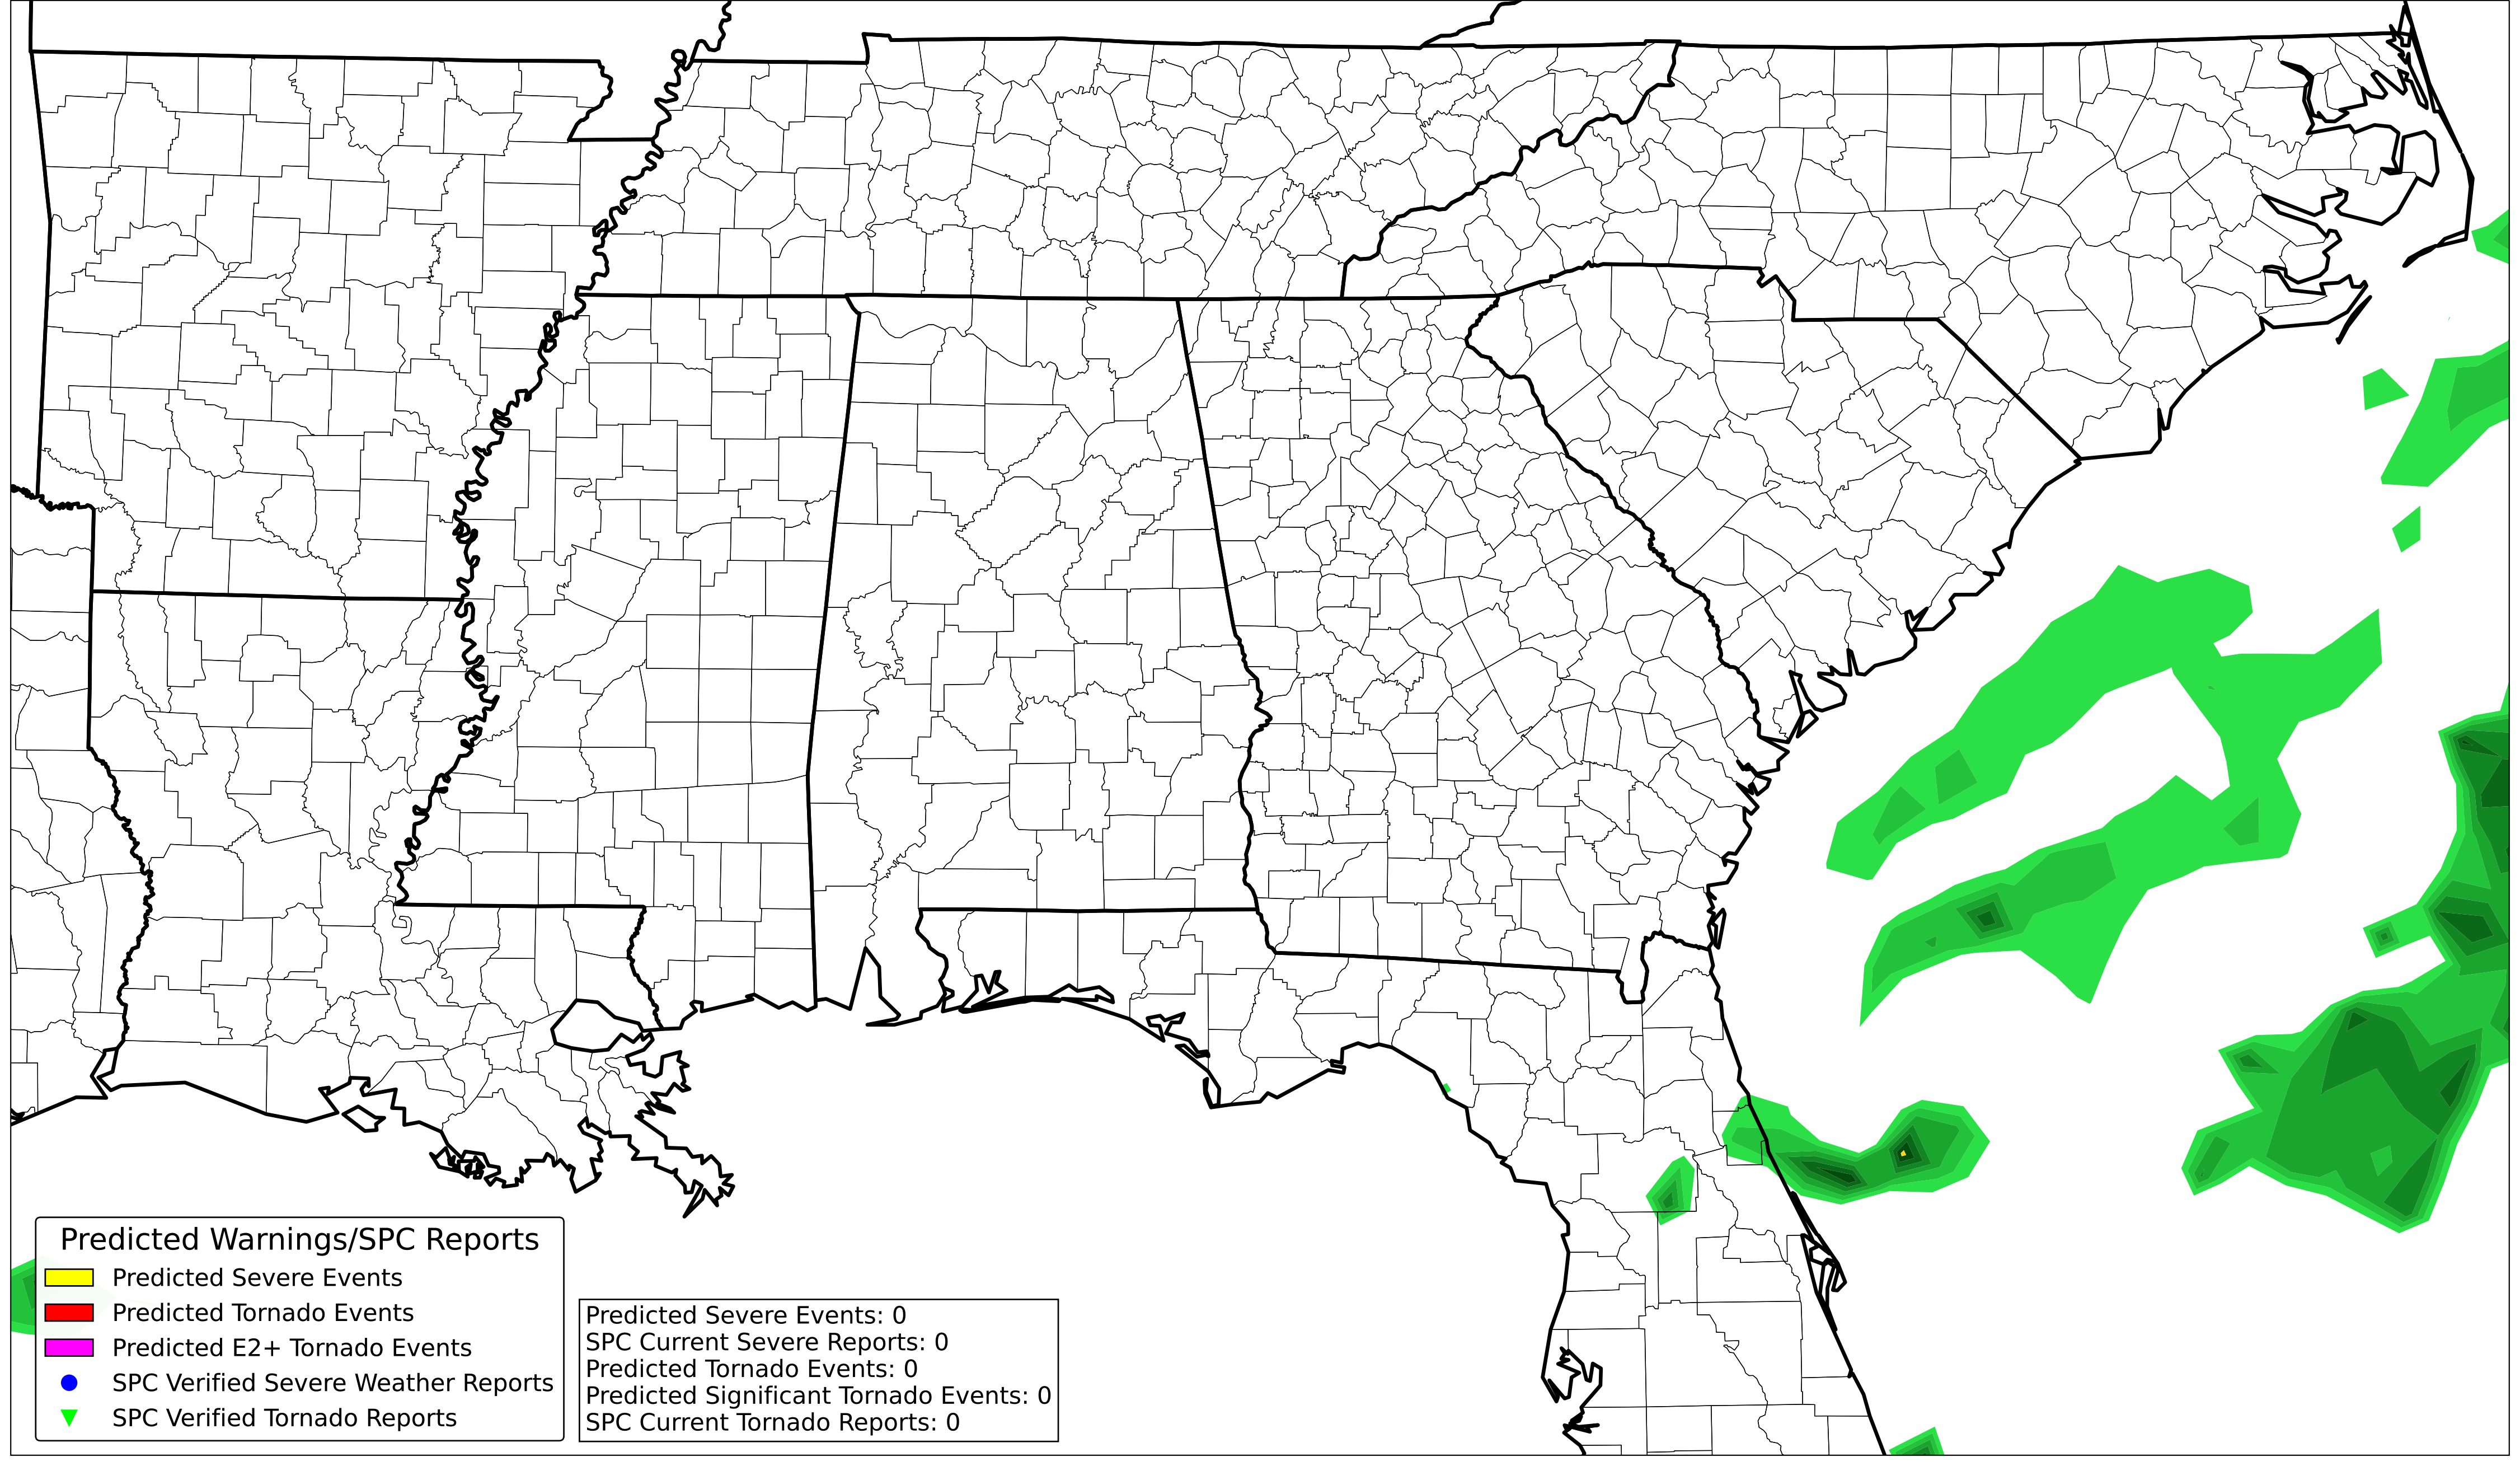 Predicted Warnings/SPC Reports
Predicted Severe Events
Predicted Tornado Events
Predicted E2+ Tornado Events
SPC Verified Severe Weather Reports
SPC Verified Tornado Reports
Predicted Severe Events: 0
SPC Current Severe Reports: 0
Predicted Tornado Events: 0
Predicted Significant Tornado Events: 0
SPC Current Tornado Reports: 0